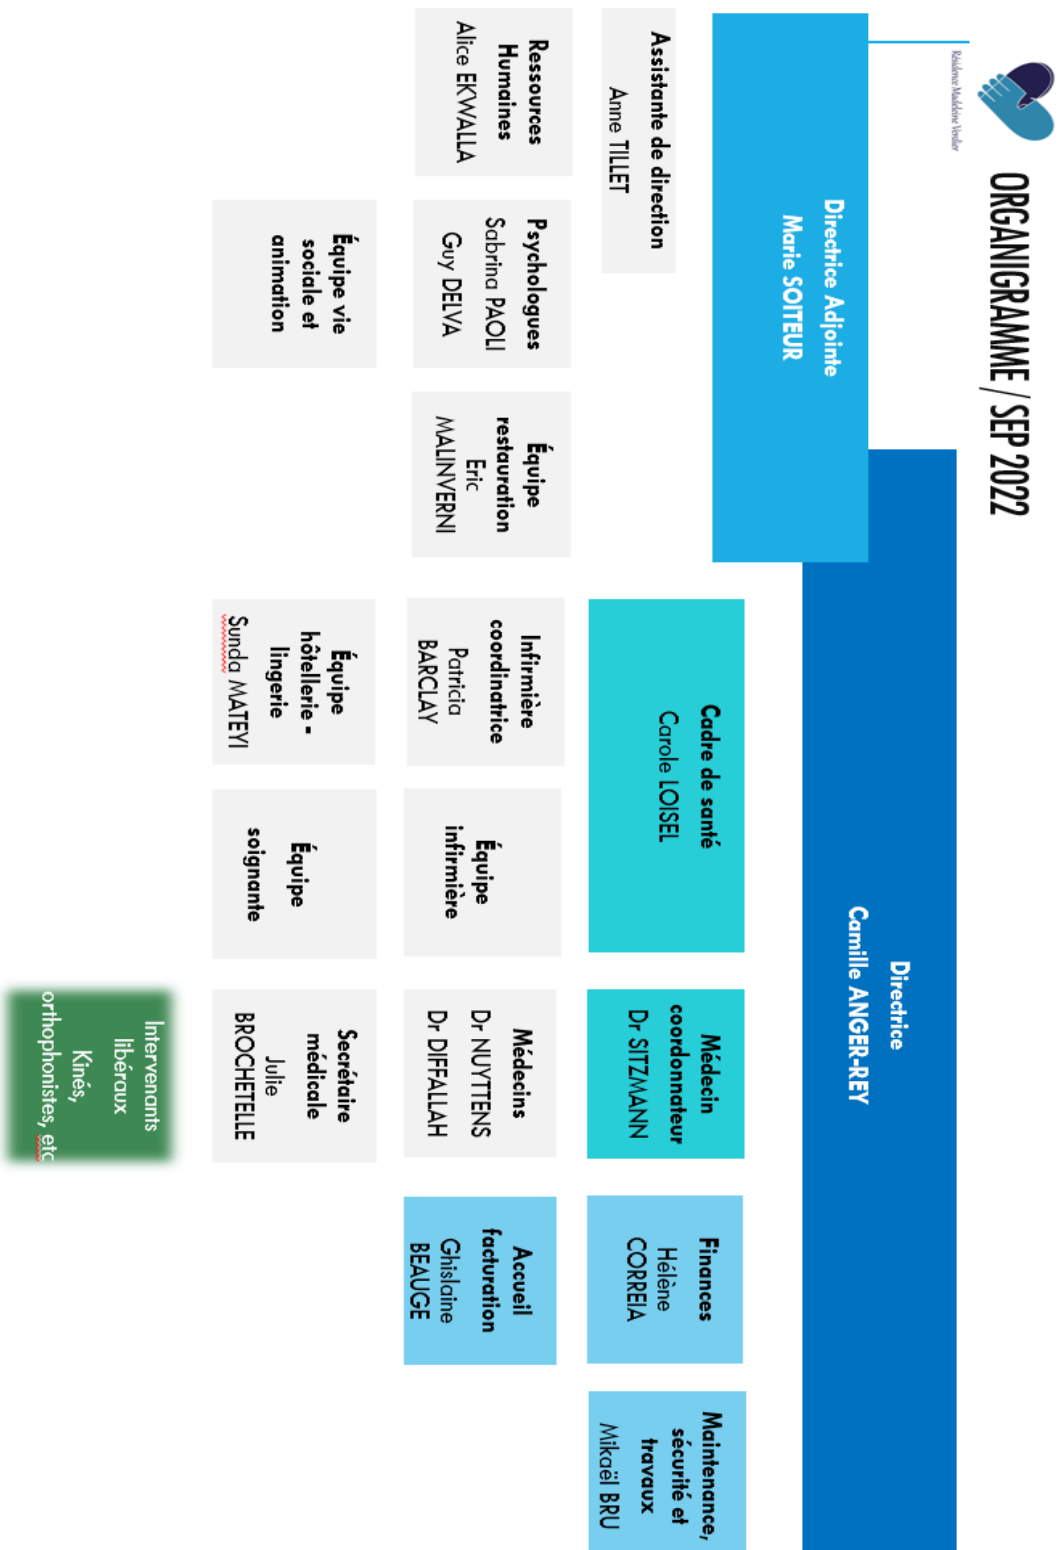 Résidence Madeleine Verdier
ORGANIGRAMME / SEP 2022
Directrice
Camille ANGER-REY
Directrice Adjointe
Marie SOITEUR
Assistante de direction
Anne TILLET
Cadre de santé
Carole LOISEL
Médecin
coordonnateur
Dr SITZMANN
Finances
Hélène
CORREIA
Maintenance,
sécurité et
travaux
Mikaël BRU
Ressources
Humaines
Alice EKWALLA
Psychologues
Sabrina PAOLI
Guy DELVA
Équipe
restauration
Eric
MALINVERNI
Infirmière
coordinatrice
Patricia
BARCLAY
Équipe
infirmière
Médecins
Dr NUYTTENS
Dr DIFFALLAH
Accueil
facturation
Ghislaine
BEAUGE
Équipe vie
sociale et
animation
Équipe
hôtellerie -
lingerie
Sunda MATEYI
Équipe
soignante
Secrétaire
médicale
Julie
BROCHETELLE
Intervenants
libéraux
Kinés,
orthophonistes, etc